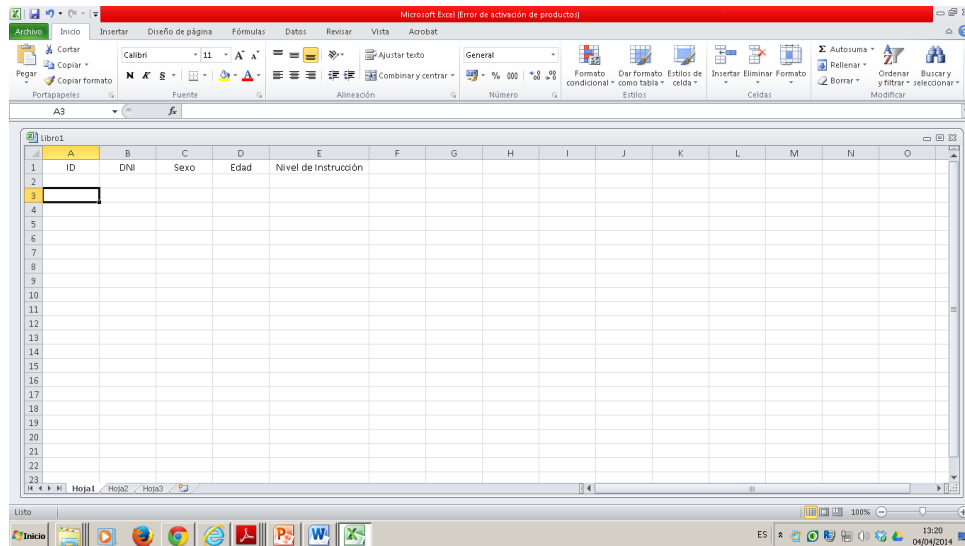 Microsoft Excel (Error de activación de productos)
Archivo Inicio Insertar Diseño de página Fórmulas Datos Revisar Vista Acrobat
Pegar
Cortar
Copiar
Copiar formato
Portapapeles
Calibri 11
N K S
Fuente
Ajustar texto
Combinar y centrar
Alineación
General
% 000
Número
Formato condicional
Dar formato como tabla
Estilos de celda
Estilos
Insertar Eliminar Formato
Celdas
Σ Autosuma
Rellenar
Borrar
Ordenar y filtrar
Buscar y seleccionar
Modificar
A3 fx
Libro1
A B C D E F G H I J K L M N O
1 ID DNI Sexo Edad Nivel de Instrucción
2
3
4
5
6
7
8
9
10
11
12
13
14
15
16
17
18
19
20
21
22
23
Hoja1 Hoja2 Hoja3
Listo 100%
Inicio ES 13:20
04/04/2014